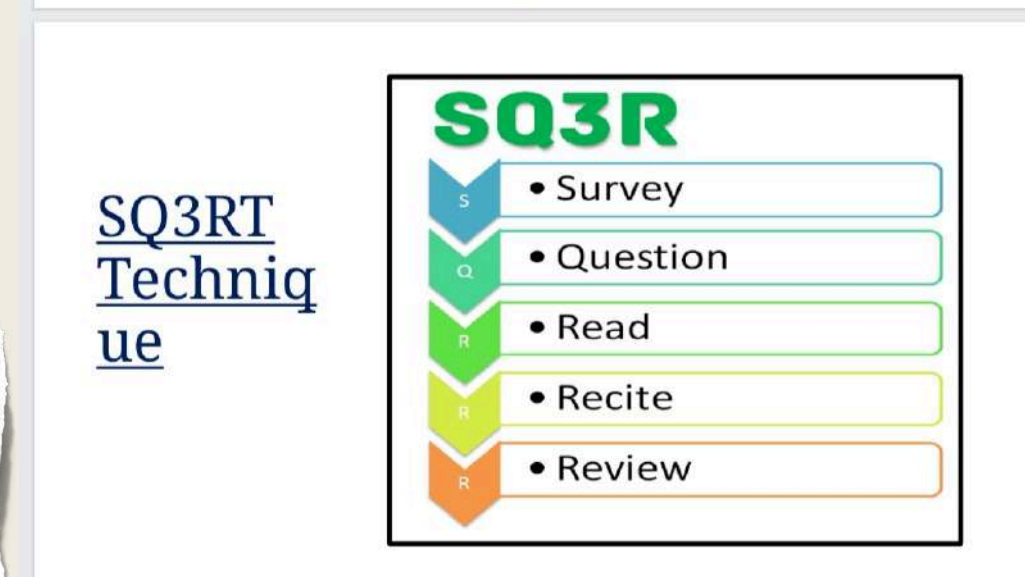 SQ3RT
Techniq
ue
SQ3R
S
• Survey
Q
• Question
R
• Read
R
• Recite
R
• Review